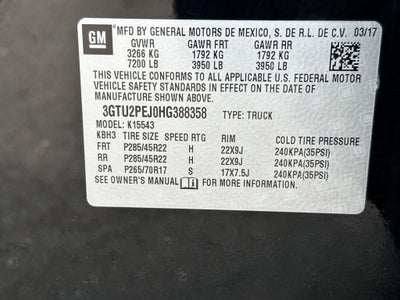 GM
MFD BY GENERAL MOTORS DE MEXICO, S. DE R.L. DE C.V. 03/17
GVWR GAWR FRT GAWR RR
3266 KG 1792 KG 1792 KG
7200 LB 3950 LB 3950 LB
THIS VEHICLE CONFORMS TO ALL APPLICABLE U.S. FEDERAL MOTOR
VEHICLE SAFETY STANDARDS IN EFFECT ON THE DATE OF
MANUFACTURE SHOWN ABOVE.
3GTU2PEJ0HG388358 TYPE: TRUCK
MODEL: K15543
KBH3 TIRE SIZE SPEED RTG RIM COLD TIRE PRESSURE
FRT P285/45R22 H 22X9J 240KPA(35PSI)
RR P285/45R22 H 22X9J 240KPA(35PSI)
SPA P265/70R17 S 17X7.5J 240KPA(35PSI)
SEE OWNER'S MANUAL FOR ADDITIONAL INFORMATION.